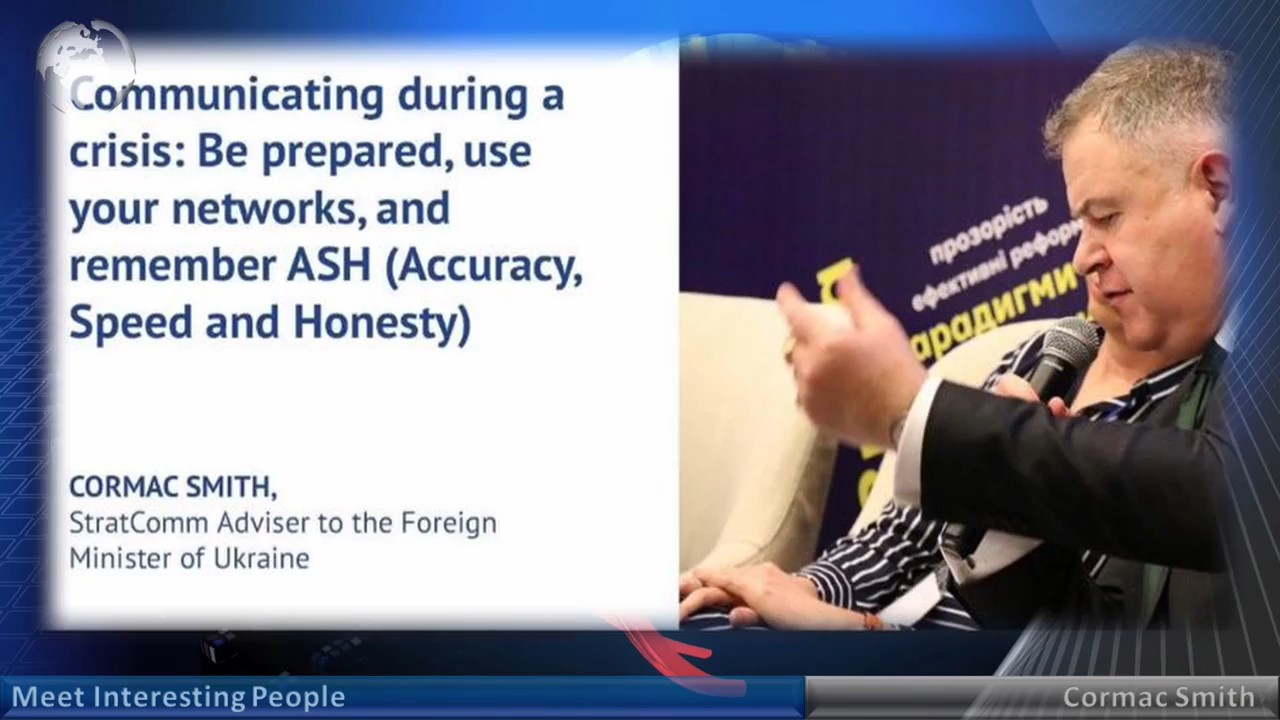 Communicating during a
crisis: Be prepared, use
your networks, and
remember ASH (Accuracy,
Speed and Honesty)
CORMAC SMITH,
StratComm Adviser to the Foreign
Minister of Ukraine
прозорість
ефективні реформ
арадигми
Meet Interesting People
Cormac Smith